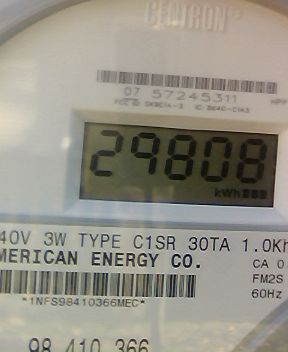 CENTRON®
07 57245311
29808
kWh
40V 3W TYPE C1SR 30TA 1.0Kh
MERICAN ENERGY CO.
CA 0
FM2S
60Hz
*1NFS98410366MEC*
98 410 366